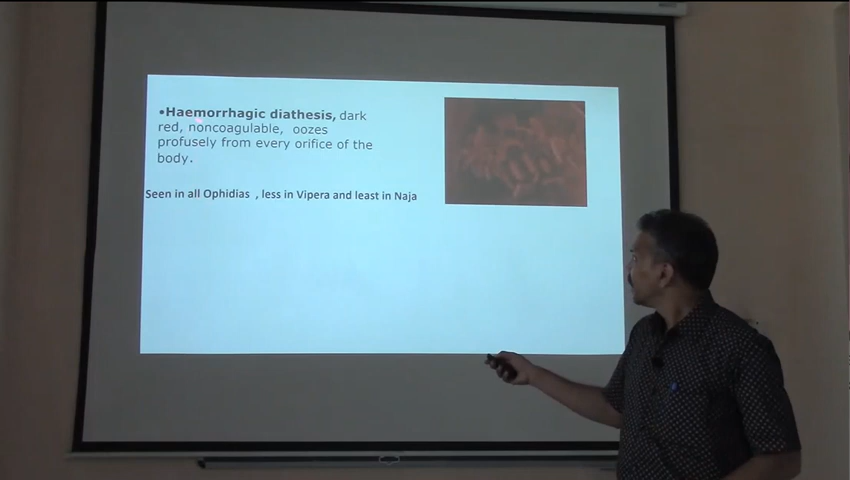 •Haemorrhagic diathesis, dark
red, noncoagulable, oozes
profusely from every orifice of the
body.
Seen in all Ophidias , less in Vipera and least in Naja